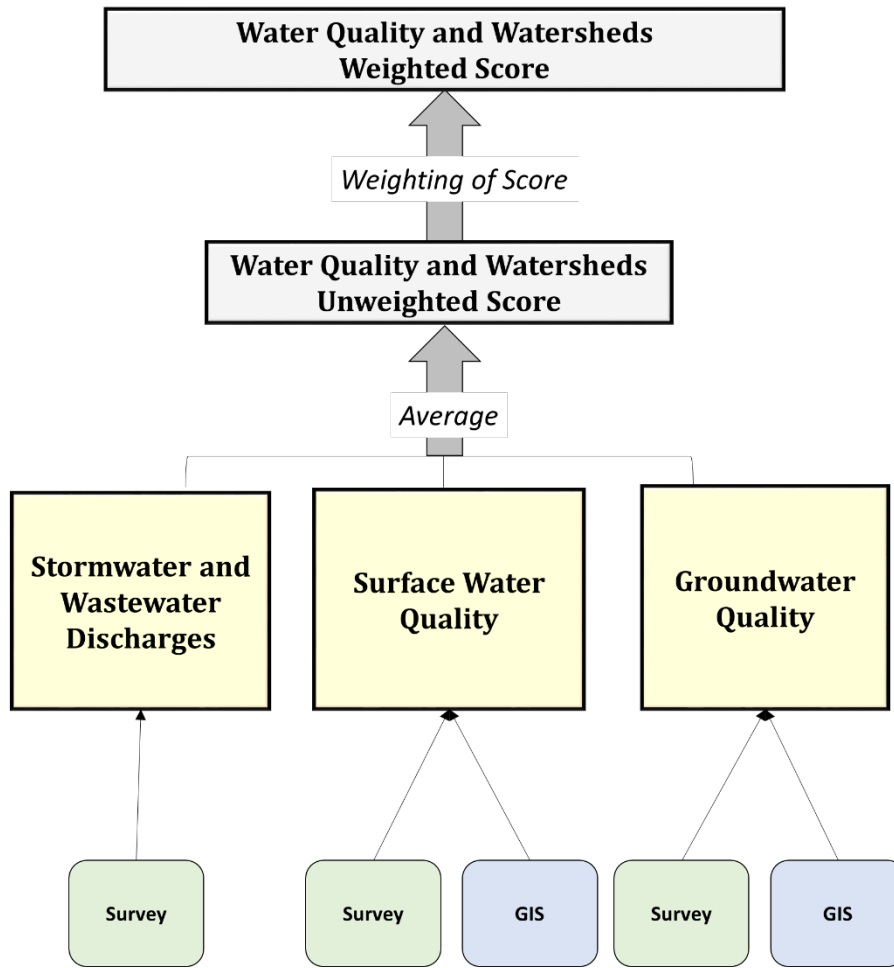 Water Quality and Watersheds
Weighted Score
Weighting of Score
Water Quality and Watersheds
Unweighted Score
Average
Stormwater and
Wastewater
Discharges
Surface Water
Quality
Groundwater
Quality
Survey
Survey
GIS
Survey
GIS